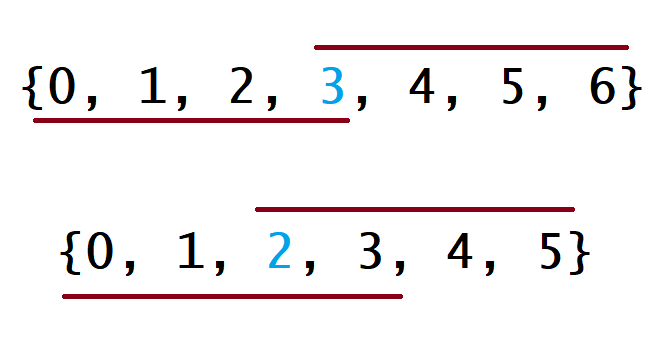 {0, 1, 2, 3, 4, 5, 6}
{0, 1, 2, 3, 4, 5}